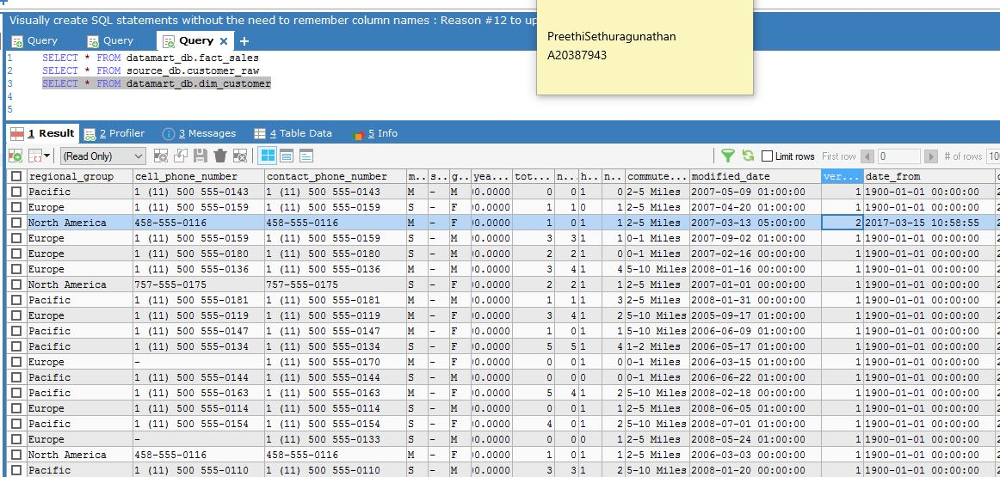 Visually create SQL statements without the need to remember column names : Reason #12 to up
PreethiSethuragunathan
A20387943
Query Query Query × +
1 SELECT * FROM datamart_db.fact_sales
2 SELECT * FROM source_db.customer_raw
3 SELECT * FROM datamart_db.dim_customer
4
5
1 Result 2 Profiler 3 Messages 4 Table Data 5 Info
(Read Only) Limit rows First row 0 # of rows 100
regional_group cell_phone_number contact_phone_number m.. s.. g.. yea... tot... n... h.. n.. commute... modified_date ver... date_from
Pacific 1 (11) 500 555-0143 1 (11) 500 555-0143 M - M 0.0000 0 0 1 0 2-5 Miles 2007-05-09 01:00:00 1 1900-01-01 00:00:00
Europe 1 (11) 500 555-0159 1 (11) 500 555-0159 S - F 0.0000 1 1 0 1 2-5 Miles 2007-04-20 01:00:00 1 1900-01-01 00:00:00
North America 458-555-0116 458-555-0116 M - F 0.0000 1 0 1 1 2-5 Miles 2007-03-13 05:00:00 2 2017-03-15 10:58:55
Europe 1 (11) 500 555-0159 1 (11) 500 555-0159 M - F 0.0000 3 3 1 1 0-1 Miles 2007-09-02 01:00:00 1 1900-01-01 00:00:00
Europe 1 (11) 500 555-0180 1 (11) 500 555-0180 S - M 0.0000 2 2 1 0 0-1 Miles 2007-02-16 00:00:00 1 1900-01-01 00:00:00
Europe 1 (11) 500 555-0136 1 (11) 500 555-0136 M - F 0.0000 3 4 1 4 5-10 Miles 2008-01-16 00:00:00 1 1900-01-01 00:00:00
North America 757-555-0175 757-555-0175 S - F 0.0000 2 2 1 1 2-5 Miles 2007-01-01 00:00:00 1 1900-01-01 00:00:00
Pacific 1 (11) 500 555-0181 1 (11) 500 555-0181 M - M 0.0000 1 1 1 3 2-5 Miles 2008-01-31 00:00:00 1 1900-01-01 00:00:00
Europe 1 (11) 500 555-0119 1 (11) 500 555-0119 M - F 0.0000 3 4 1 2 5-10 Miles 2005-09-17 01:00:00 1 1900-01-01 00:00:00
Pacific 1 (11) 500 555-0147 1 (11) 500 555-0147 M - F 0.0000 1 0 1 1 5-10 Miles 2006-06-09 01:00:00 1 1900-01-01 00:00:00
Pacific 1 (11) 500 555-0134 1 (11) 500 555-0134 S - F 0.0000 5 5 1 4 1-2 Miles 2006-05-17 01:00:00 1 1900-01-01 00:00:00
Europe - 1 (11) 500 555-0170 M - F 0.0000 1 0 1 0 0-1 Miles 2006-03-15 01:00:00 1 1900-01-01 00:00:00
Pacific 1 (11) 500 555-0144 1 (11) 500 555-0144 S - M 0.0000 0 0 0 0 0-1 Miles 2006-06-22 01:00:00 1 1900-01-01 00:00:00
Pacific 1 (11) 500 555-0163 1 (11) 500 555-0163 M - M 0.0000 5 4 1 2 5-10 Miles 2008-02-18 00:00:00 1 1900-01-01 00:00:00
Europe 1 (11) 500 555-0114 1 (11) 500 555-0114 S - M 0.0000 0 0 1 1 2-5 Miles 2008-06-05 01:00:00 1 1900-01-01 00:00:00
Pacific 1 (11) 500 555-0154 1 (11) 500 555-0154 S - F 0.0000 4 0 1 2 5-10 Miles 2008-07-01 01:00:00 1 1900-01-01 00:00:00
Europe - 1 (11) 500 555-0133 S - M 0.0000 0 0 0 1 2-5 Miles 2008-05-24 01:00:00 1 1900-01-01 00:00:00
North America 458-555-0116 458-555-0116 M - F 0.0000 1 0 1 1 2-5 Miles 2006-03-03 00:00:00 1 1900-01-01 00:00:00
Pacific 1 (11) 500 555-0110 1 (11) 500 555-0110 S - M 0.0000 3 3 1 2 5-10 Miles 2008-01-20 00:00:00 1 1900-01-01 00:00:00